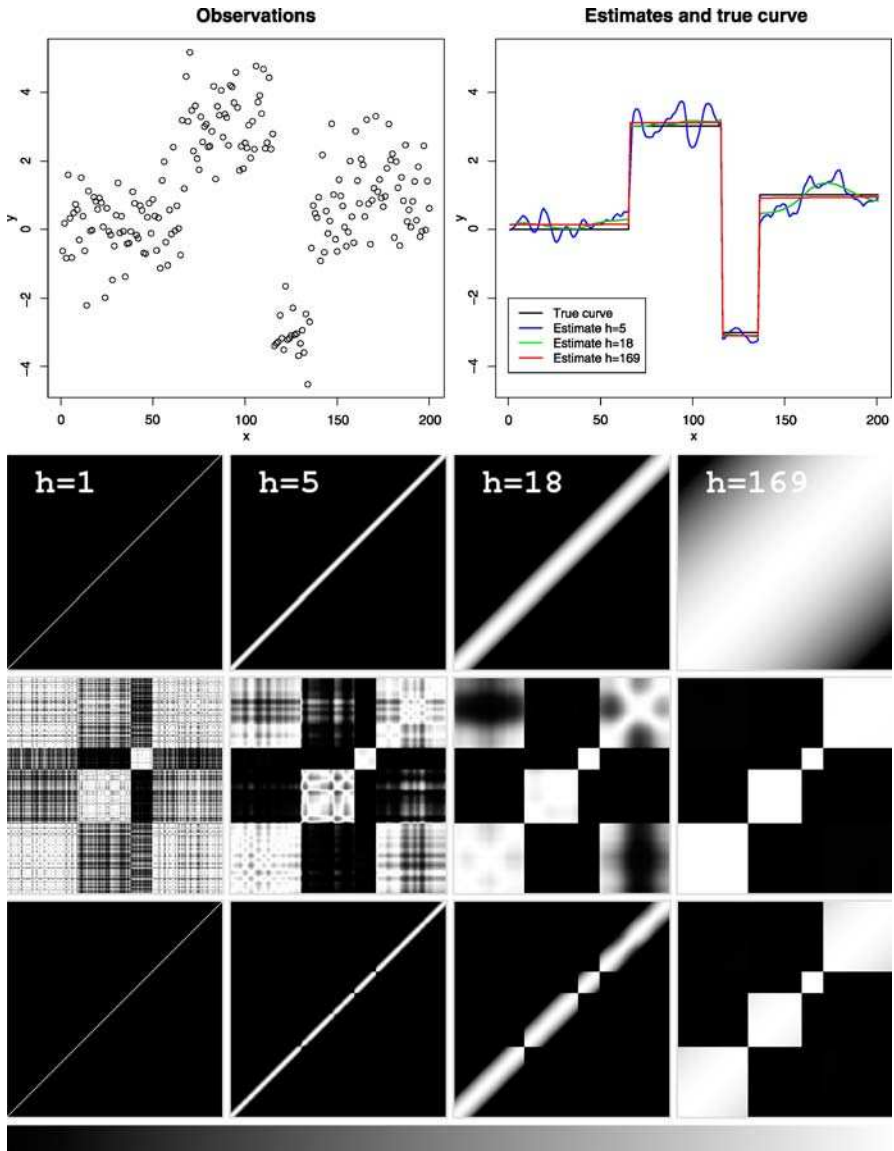 Observations
Estimates and true curve
4
2
0
−2
−4
y
0 50 100 150 200
x
4
2
0
−2
−4
y
True curve
Estimate h=5
Estimate h=18
Estimate h=169
0 50 100 150 200
x
h=1
h=5
h=18
h=169